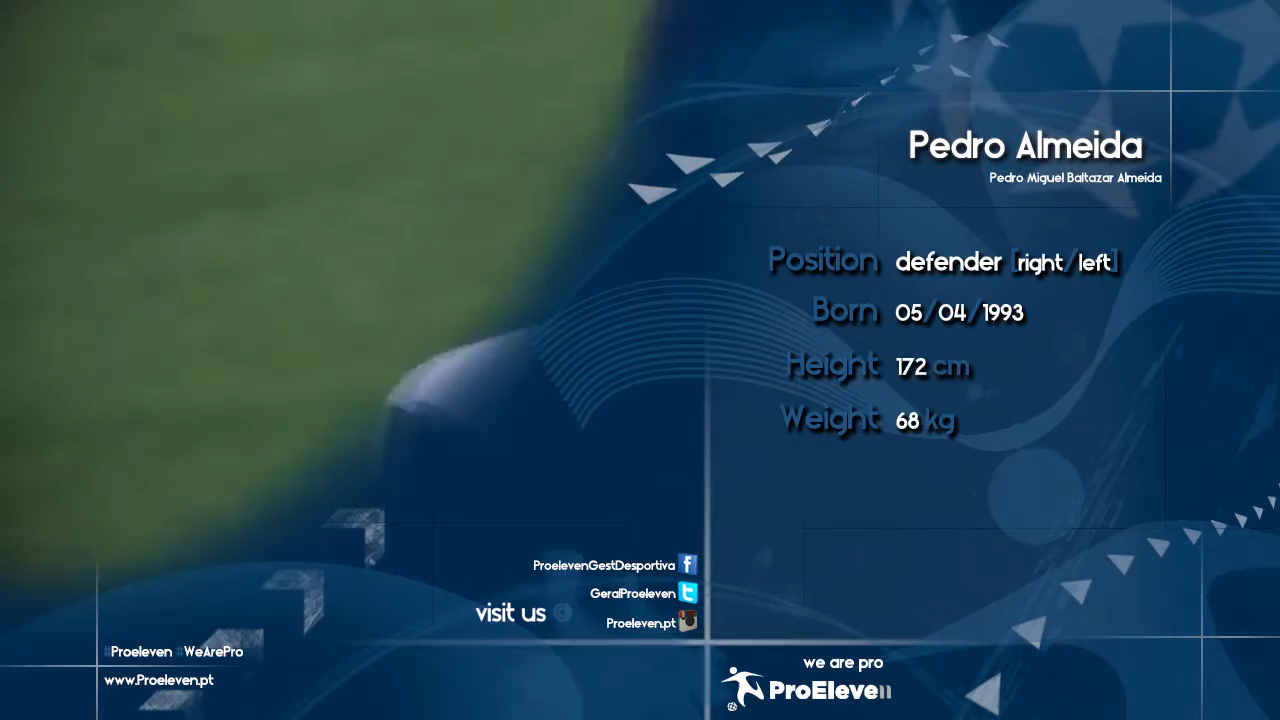 Pedro Almeida
Pedro Miguel Baltazar Almeida
Position defender [right/left]
Born 05/04/1993
Height 172 cm
Weight 68 kg
ProelevenGestDesportiva
GeralProeleven
visit us @
Proeleven.pt
#Proeleven #WeArePro
www.Proeleven.pt
we are pro
ProEleven